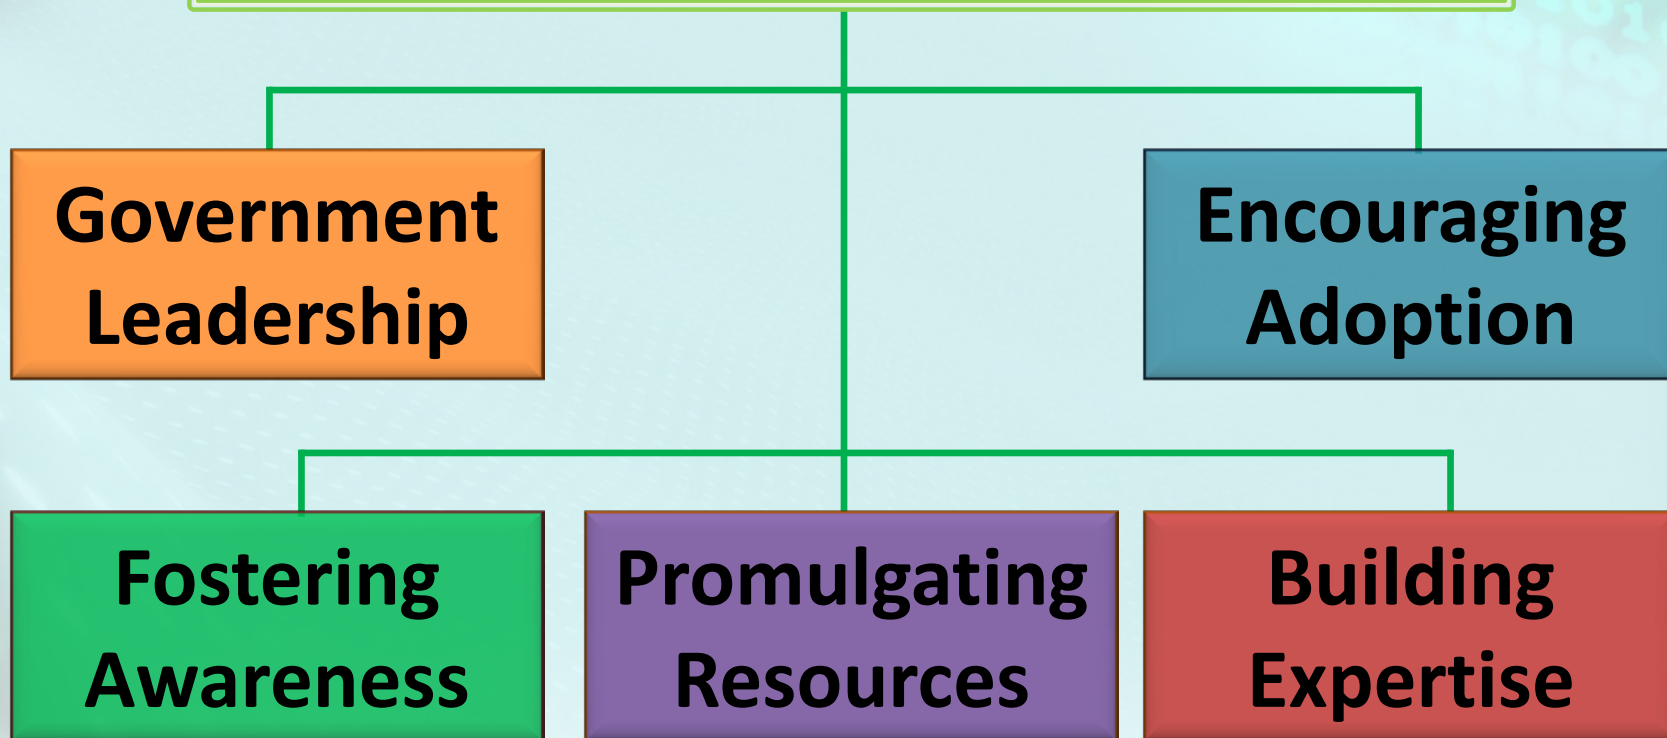 Government
Leadership
Encouraging
Adoption
Fostering
Awareness
Promulgating
Resources
Building
Expertise